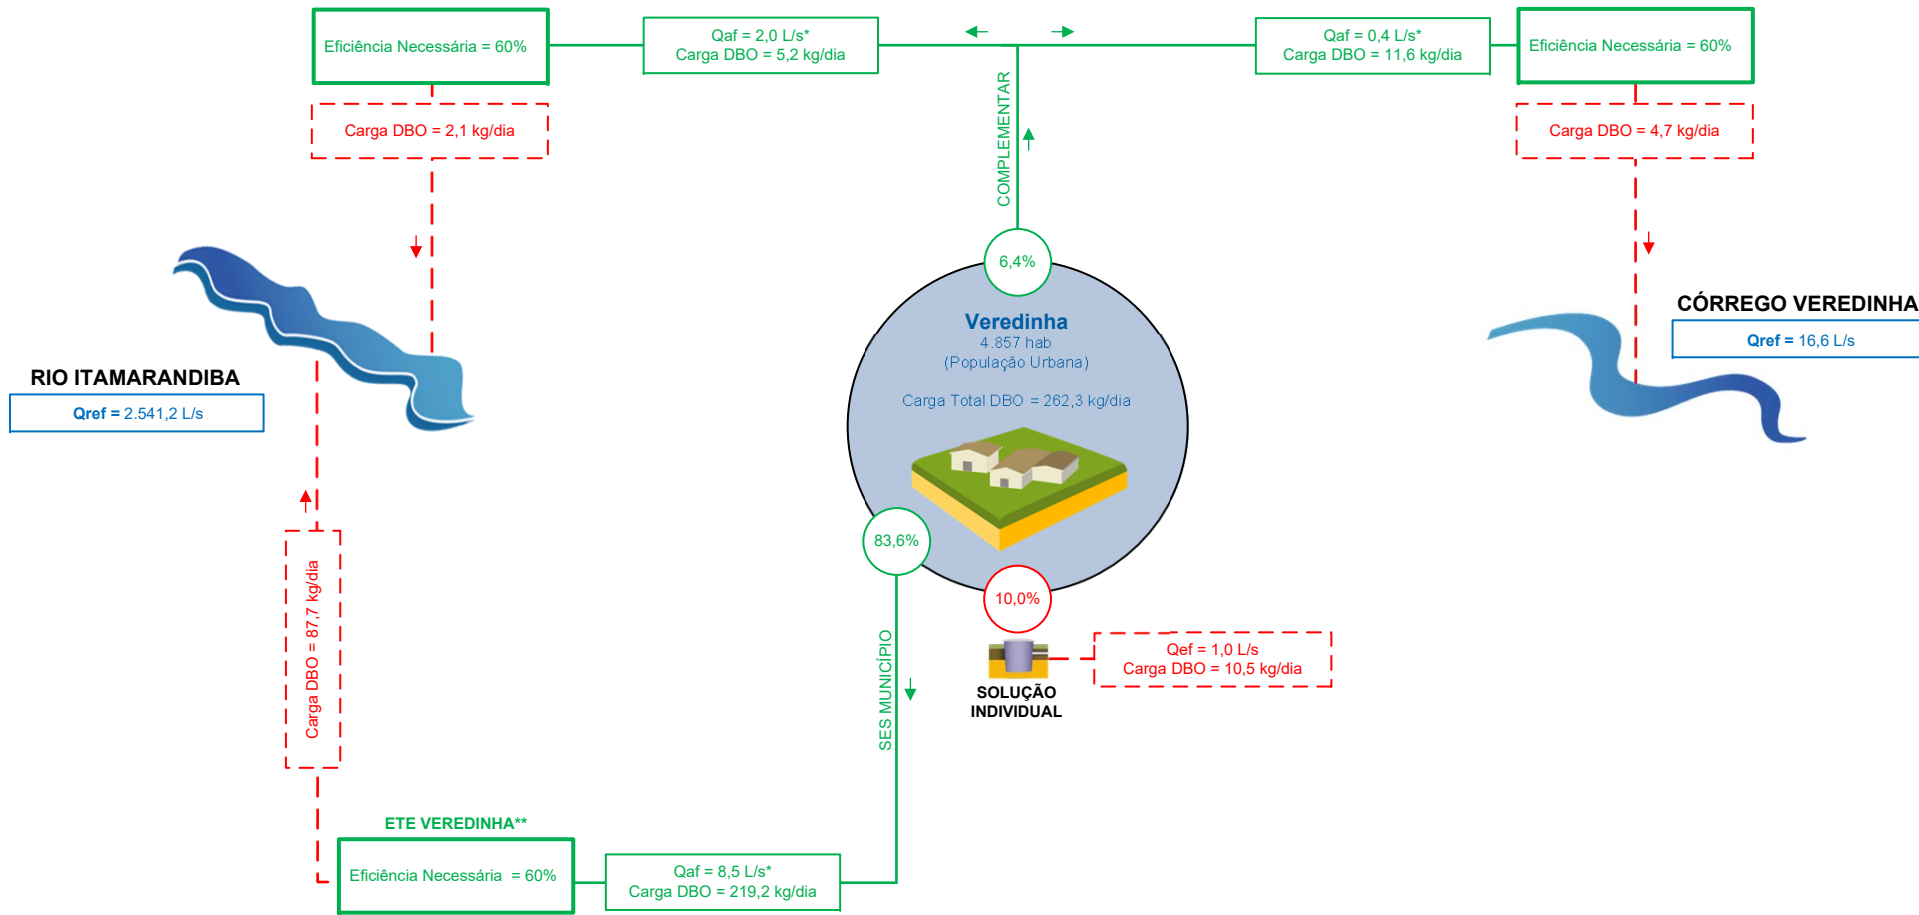 Eficiência Necessária = 60%
Qaf = 2,0 L/s*
Carga DBO = 5,2 kg/dia
Qaf = 0,4 L/s*
Carga DBO = 11,6 kg/dia
Eficiência Necessária = 60%
Carga DBO = 2,1 kg/dia
COMPLEMENTAR
Carga DBO = 4,7 kg/dia
6,4%
RIO ITAMARANDIBA
Qref = 2.541,2 L/s
Veredinha
4.857 hab
(População Urbana)
Carga Total DBO = 262,3 kg/dia
CÓRREGO VEREDINHA
Qref = 16,6 L/s
83,6%
10,0%
Carga DBO = 87,7 kg/dia
SES MUNICÍPIO
SOLUÇÃO
INDIVIDUAL
Qef = 1,0 L/s
Carga DBO = 10,5 kg/dia
ETE VEREDINHA**
Eficiência Necessária = 60%
Qaf = 8,5 L/s*
Carga DBO = 219,2 kg/dia